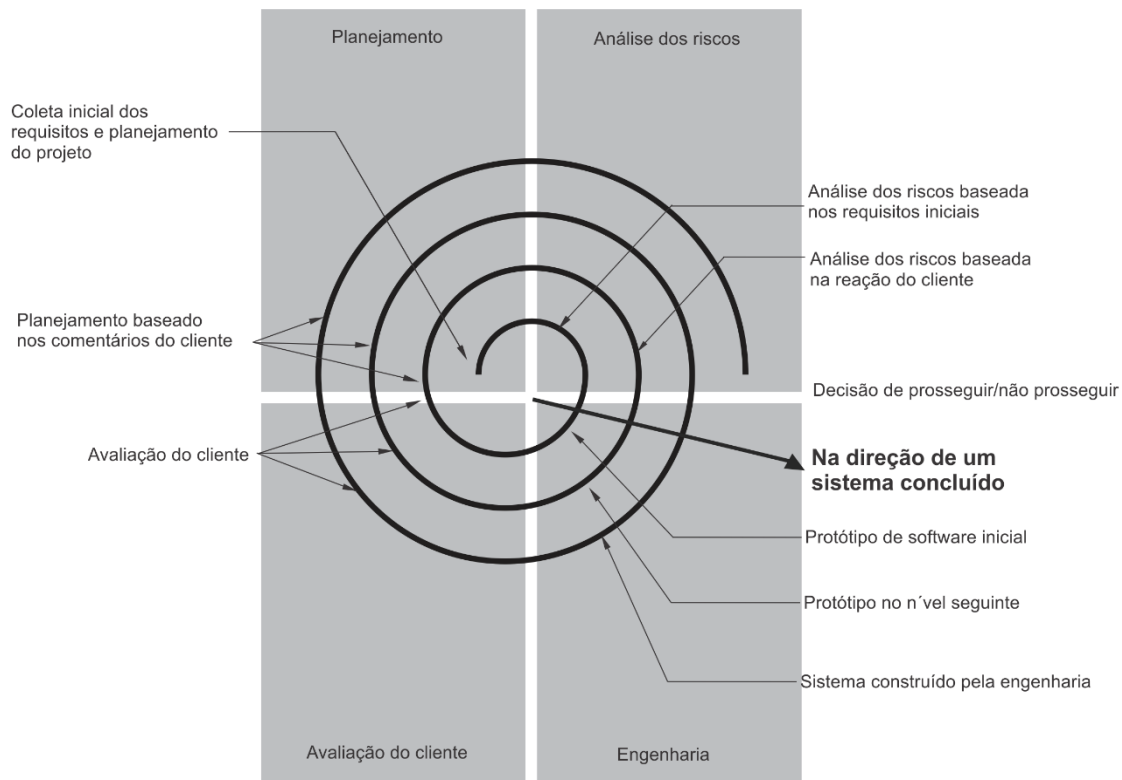 Planejamento
Análise dos riscos
Coleta inicial dos
requisitos e planejamento
do projeto
Análise dos riscos baseada
nos requisitos iniciais
Análise dos riscos baseada
na reação do cliente
Planejamento baseado
nos comentários do cliente
Decisão de prosseguir/não prosseguir
Avaliação do cliente
Na direção de um
sistema concluído
Protótipo de software inicial
Protótipo no n´vel seguinte
Sistema construído pela engenharia
Avaliação do cliente
Engenharia